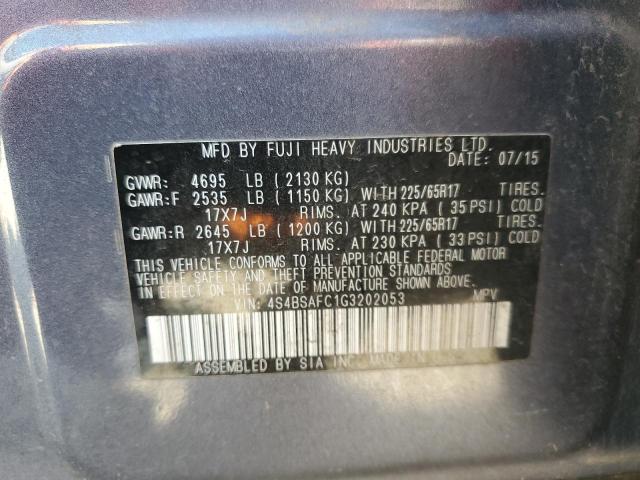 MFD BY FUJI HEAVY INDUSTRIES LTD.
DATE: 07/15
GVWR: 4695 LB ( 2130 KG)
GAWR:F 2535 LB ( 1150 KG) WITH 225/65R17 TIRES.
17X7J RIMS. AT 240 KPA ( 35 PSI) COLD
GAWR:R 2645 LB ( 1200 KG) WITH 225/65R17 TIRES.
17X7J RIMS. AT 230 KPA ( 33 PSI) COLD
THIS VEHICLE CONFORMS TO ALL APPLICABLE FEDERAL MOTOR
VEHICLE SAFETY AND THEFT PREVENTION STANDARDS
IN EFFECT ON THE DATE OF MANUFACTURE SHOWN ABOVE.
VIN: 4S4BSAFC1G3202053 MPV
ASSEMBLED BY SIA INC. MADE IN